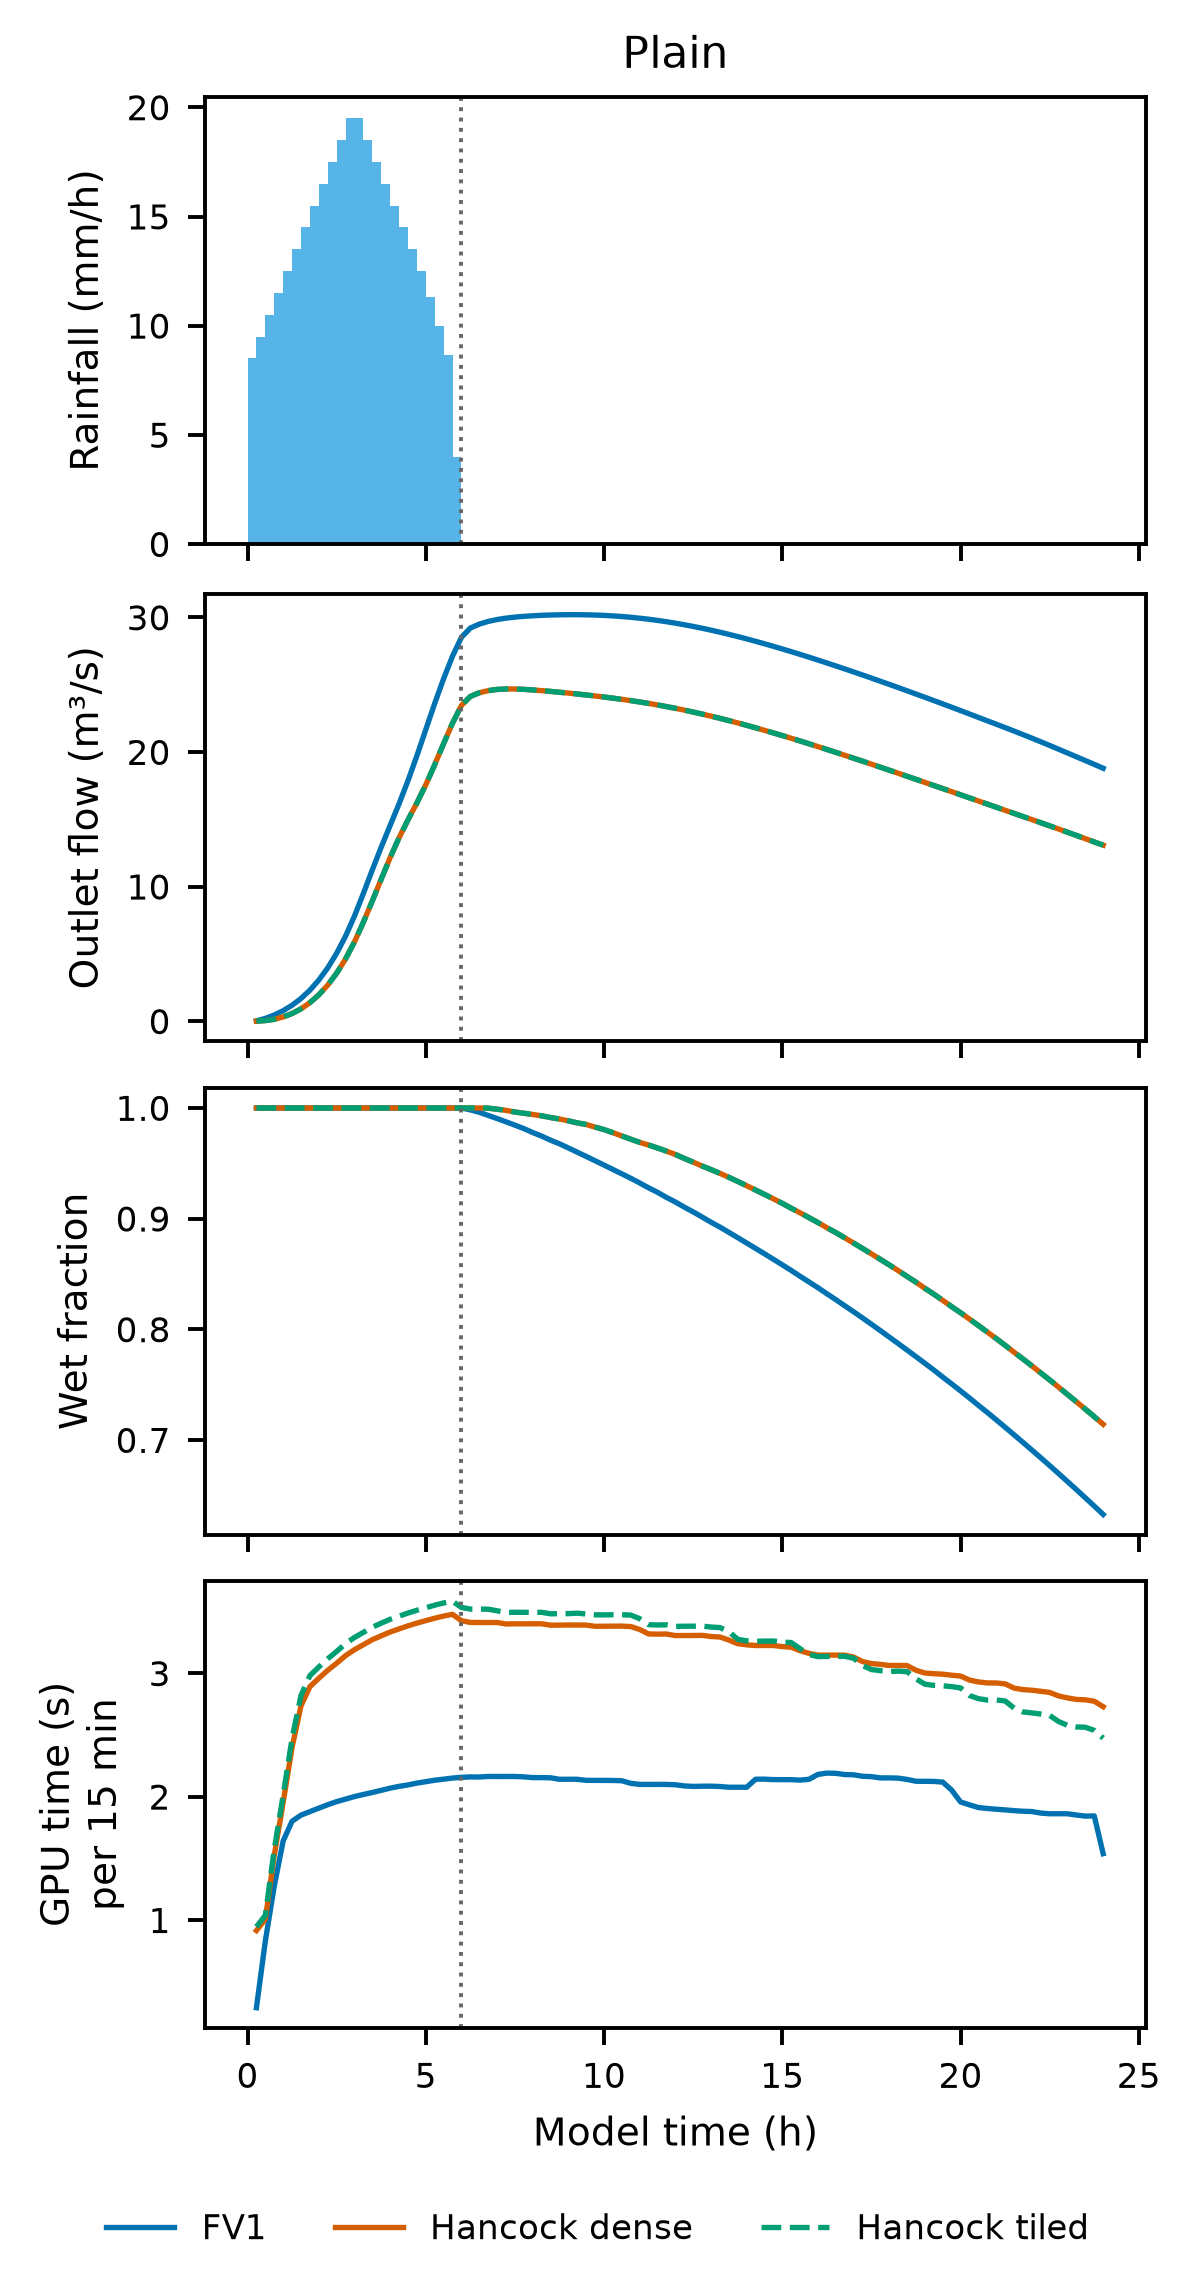 Plain
20
15
10
5
0
Rainfall (mm/h)
30
20
10
0
Outlet flow (m³/s)
1.0
0.9
0.8
0.7
Wet fraction
3
2
1
GPU time (s)
per 15 min
0 5 10 15 20 25
Model time (h)
FV1 Hancock dense Hancock tiled